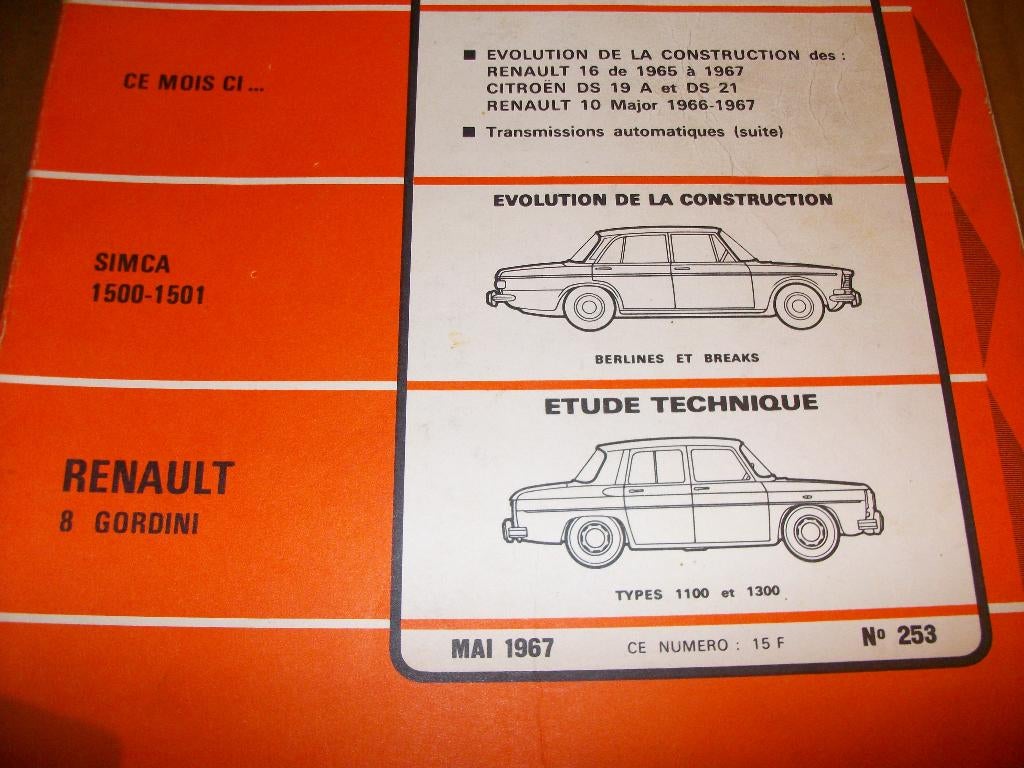 CE MOIS CI ...
■ EVOLUTION DE LA CONSTRUCTION des :
RENAULT 16 de 1965 à 1967
CITROËN DS 19 A et DS 21
RENAULT 10 Major 1966-1967
■ Transmissions automatiques (suite)
SIMCA
1500-1501
EVOLUTION DE LA CONSTRUCTION
BERLINES ET BREAKS
RENAULT
8 GORDINI
ETUDE TECHNIQUE
TYPES 1100 et 1300
MAI 1967
CE NUMERO : 15 F
Nº 253